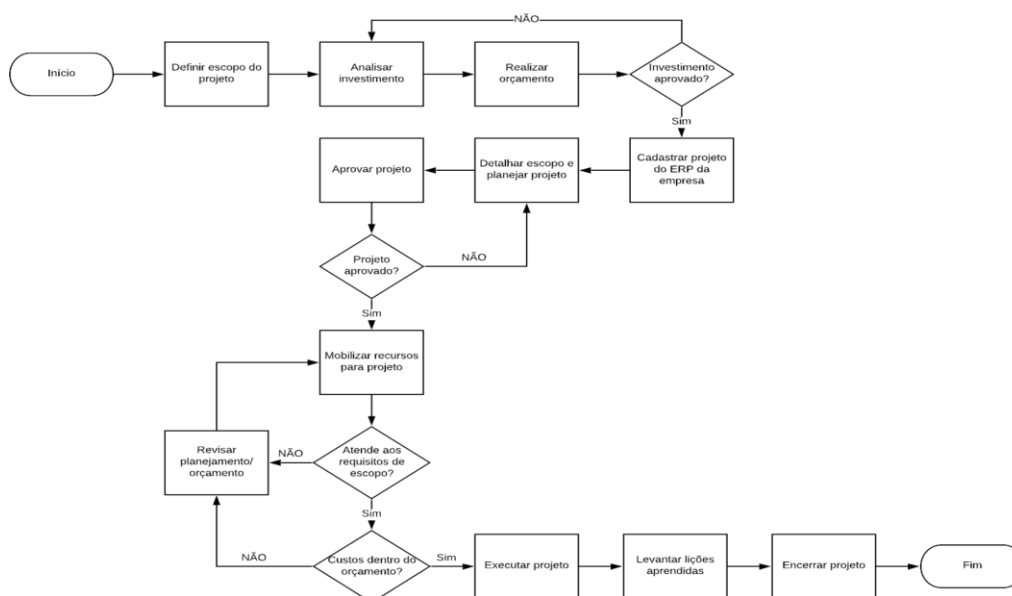 NÃO
Início
Definir escopo do
projeto
Analisar
investimento
Realizar
orçamento
Investimento
aprovado?
Sim
Aprovar projeto
Detalhar escopo e
planejar projeto
Cadastrar projeto
do ERP da
empresa
Projeto
aprovado?
NÃO
Sim
Mobilizar recursos
para projeto
Revisar
planejamento/
orçamento
NÃO
Atende aos
requisitos de
escopo?
Sim
NÃO
Custos dentro do
orçamento?
Sim
Executar projeto
Levantar lições
aprendidas
Encerrar projeto
Fim